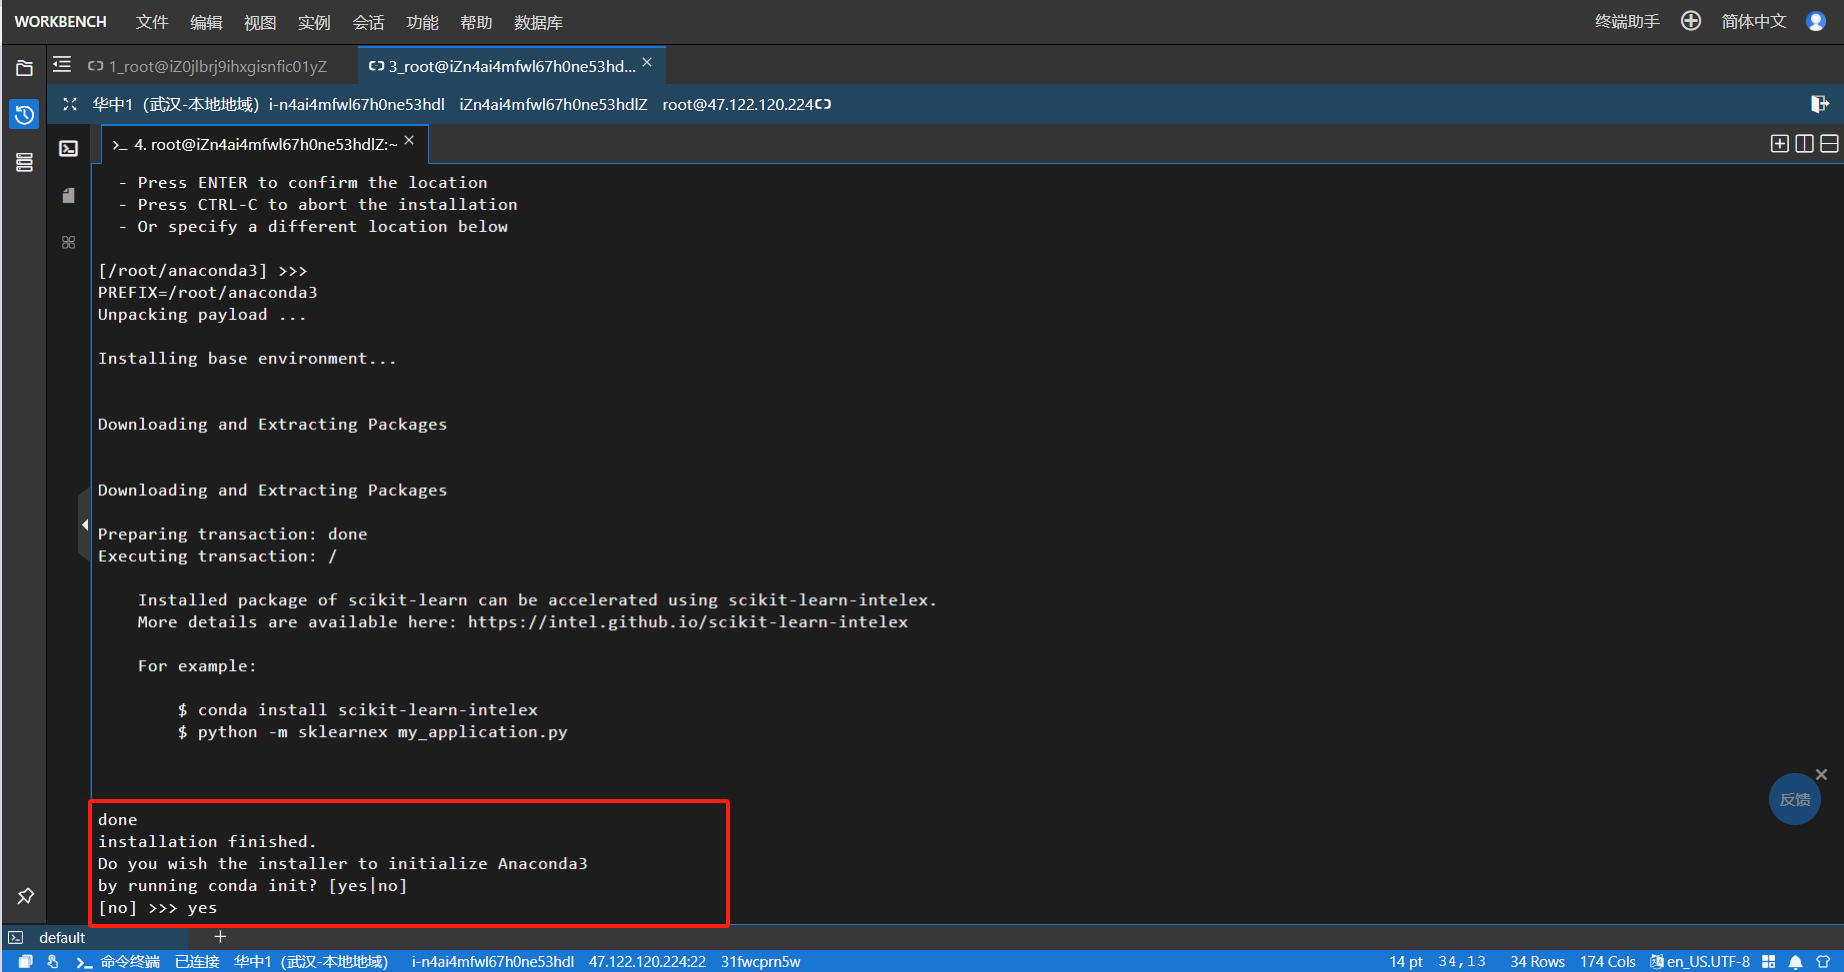 WORKBENCH 文件 编辑 视图 实例 会话 功能 帮助 数据库 终端助手 简体中文
1_root@iZ0jlbrj9ihxgisnfic01yZ 3_root@iZn4ai4mfwl67h0ne53hd...
华中1（武汉-本地地域）i-n4ai4mfwl67h0ne53hdl iZn4ai4mfwl67h0ne53hdlZ root@47.122.120.224
>_ 4. root@iZn4ai4mfwl67h0ne53hdlZ:~
- Press ENTER to confirm the location
- Press CTRL-C to abort the installation
- Or specify a different location below
[/root/anaconda3] >>>
PREFIX=/root/anaconda3
Unpacking payload ...
Installing base environment...
Downloading and Extracting Packages
Downloading and Extracting Packages
Preparing transaction: done
Executing transaction: /
Installed package of scikit-learn can be accelerated using scikit-learn-intelex.
More details are available here: https://intel.github.io/scikit-learn-intelex
For example:
$ conda install scikit-learn-intelex
$ python -m sklearnex my_application.py
反馈
done
installation finished.
Do you wish the installer to initialize Anaconda3
by running conda init? [yes|no]
[no] >>> yes
default
命令终端 已连接 华中1（武汉-本地地域） i-n4ai4mfwl67h0ne53hdl 47.122.120.224:22 31fwcprn5w 14 pt 34,13 34 Rows 174 Cols en_US.UTF-8